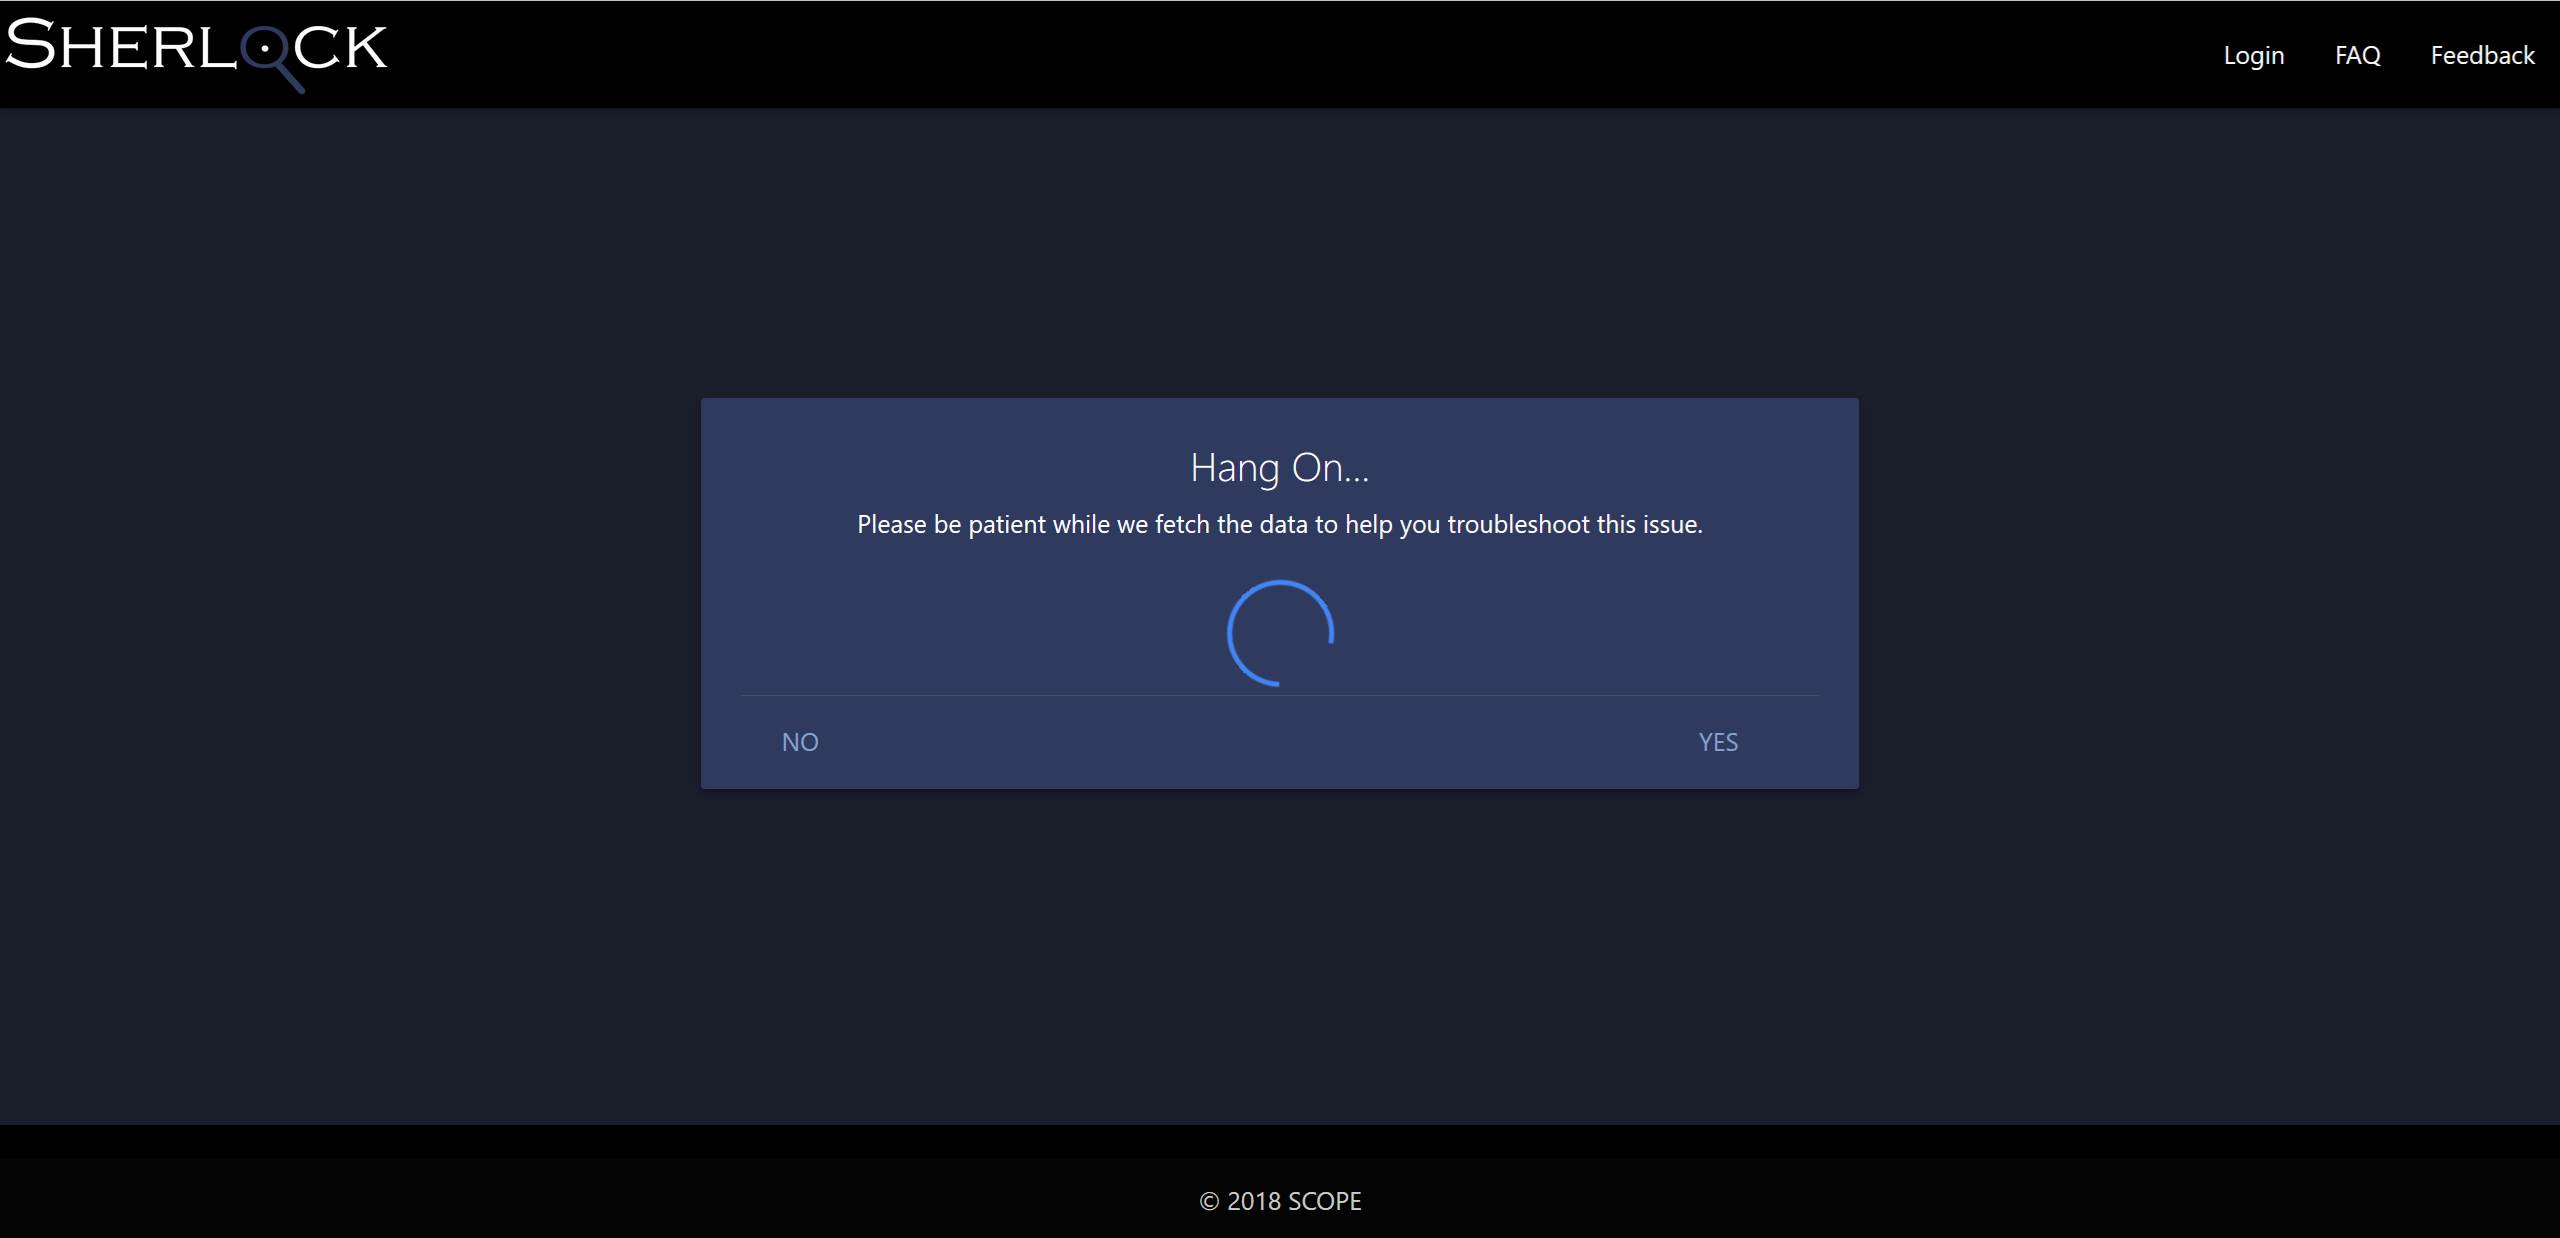 SHERLOCK
Login FAQ Feedback
Hang On...
Please be patient while we fetch the data to help you troubleshoot this issue.
NO YES
© 2018 SCOPE